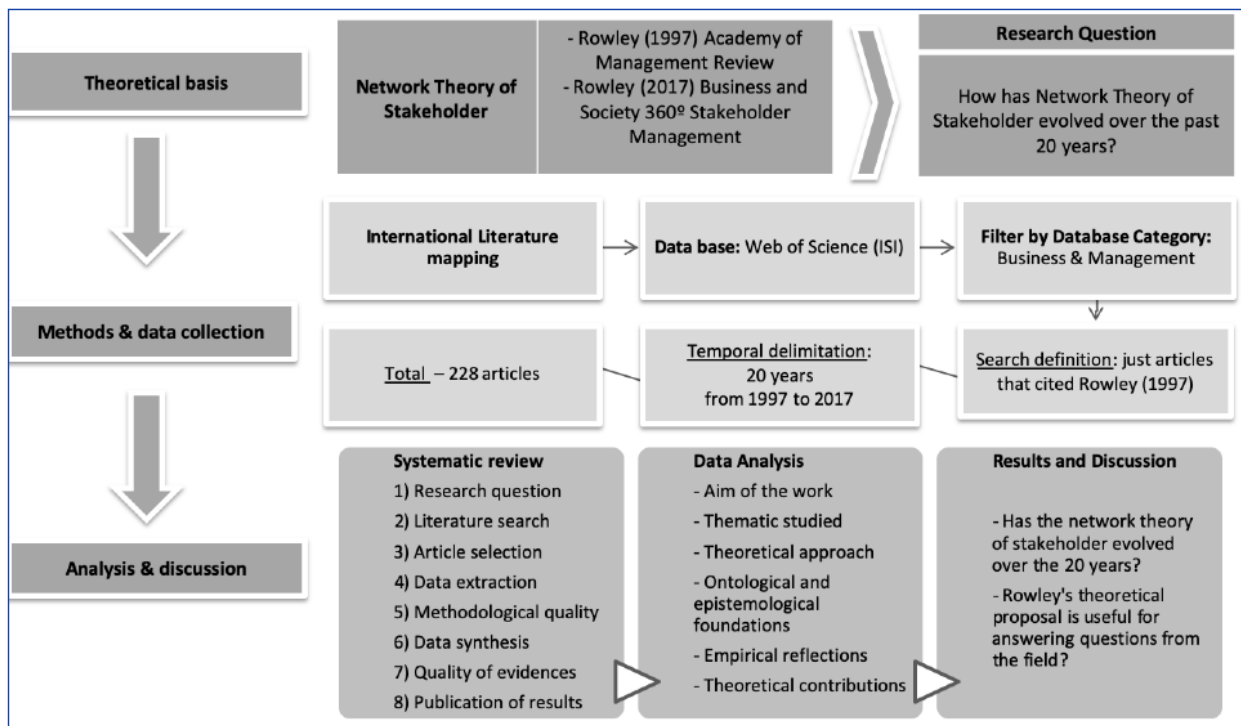 Theoretical basis
Network Theory of
Stakeholder
- Rowley (1997) Academy of
Management Review
- Rowley (2017) Business and
Society 360º Stakeholder
Management
Research Question
How has Network Theory of
Stakeholder evolved over the past
20 years?
Methods & data collection
International Literature
mapping
Data base: Web of Science (ISI)
Filter by Database Category:
Business & Management
Search definition: just articles
that cited Rowley (1997)
Temporal delimitation:
20 years
from 1997 to 2017
Total – 228 articles
Analysis & discussion
Systematic review
1) Research question
2) Literature search
3) Article selection
4) Data extraction
5) Methodological quality
6) Data synthesis
7) Quality of evidences
8) Publication of results
Data Analysis
- Aim of the work
- Thematic studied
- Theoretical approach
- Ontological and
epistemological
foundations
- Empirical reflections
- Theoretical contributions
Results and Discussion
- Has the network theory
of stakeholder evolved
over the 20 years?
- Rowley's theoretical
proposal is useful for
answering questions from
the field?